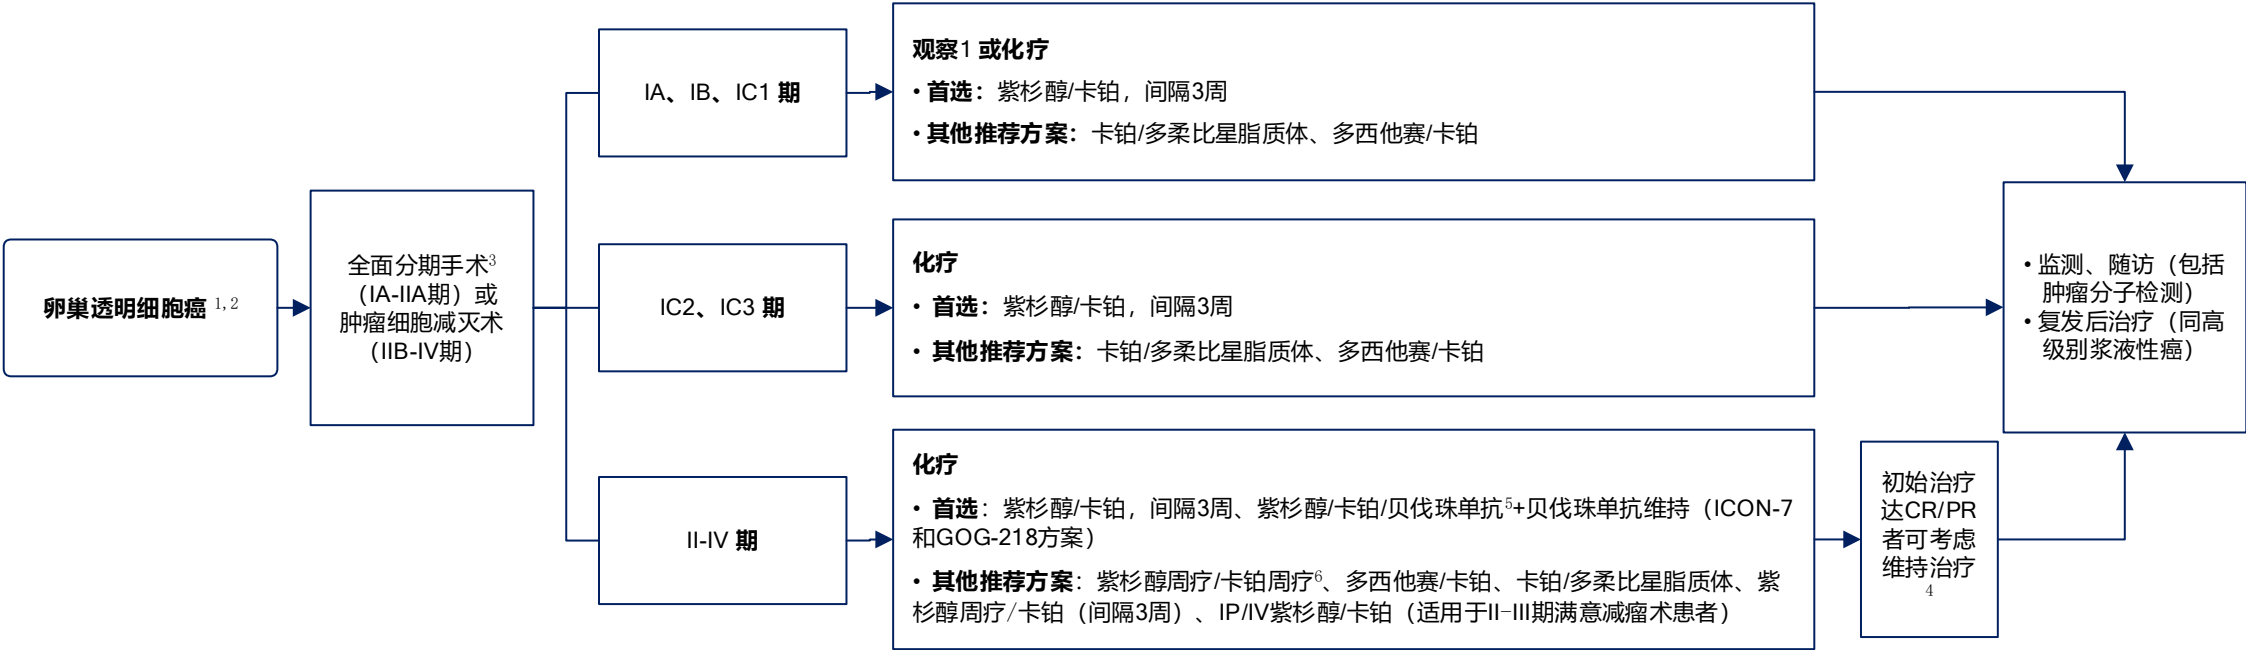 卵巢透明细胞癌 1,2
全面分期手术3
（IA-IIA期）或
肿瘤细胞减灭术
（IIB-IV期）
IA、IB、IC1 期
观察1 或化疗
• 首选：紫杉醇/卡铂，间隔3周
• 其他推荐方案：卡铂/多柔比星脂质体、多西他赛/卡铂
IC2、IC3 期
化疗
• 首选：紫杉醇/卡铂，间隔3周
• 其他推荐方案：卡铂/多柔比星脂质体、多西他赛/卡铂
II-IV 期
化疗
• 首选：紫杉醇/卡铂，间隔3周、紫杉醇/卡铂/贝伐珠单抗5+贝伐珠单抗维持（ICON-7
和GOG-218方案）
• 其他推荐方案：紫杉醇周疗/卡铂周疗6、多西他赛/卡铂、卡铂/多柔比星脂质体、紫
杉醇周疗/卡铂（间隔3周）、IP/IV紫杉醇/卡铂（适用于II-III期满意减瘤术患者）
初始治疗
达CR/PR
者可考虑
维持治疗
4
• 监测、随访（包括
肿瘤分子检测）
• 复发后治疗（同高
级别浆液性癌）